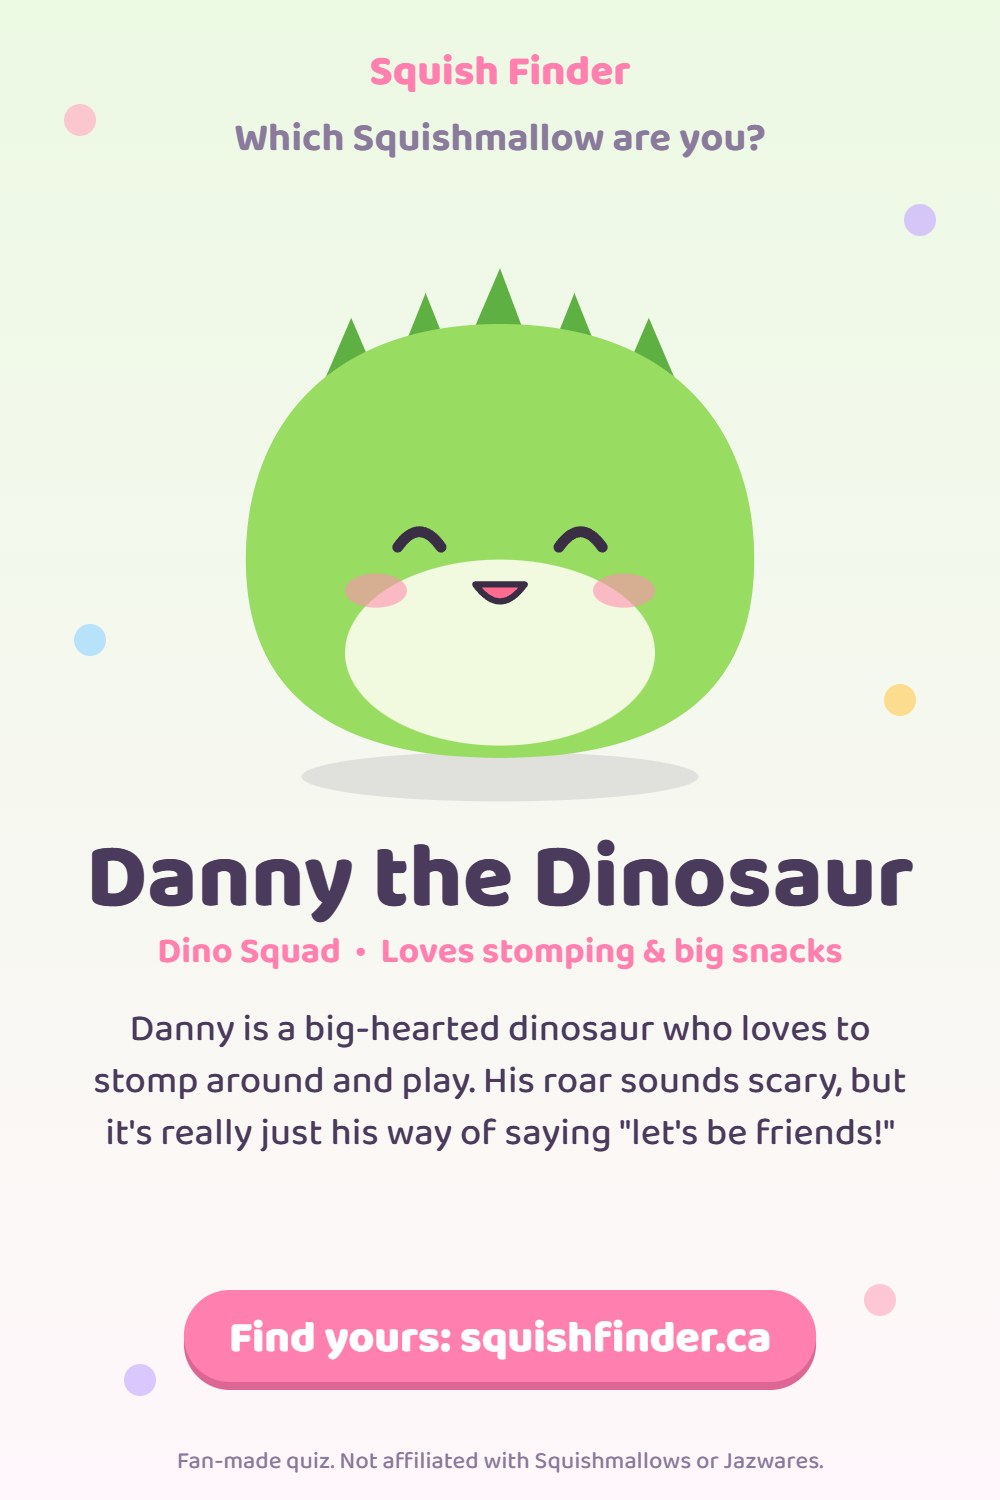 Squish Finder
Which Squishmallow are you?
Danny the Dinosaur
Dino Squad • Loves stomping & big snacks
Danny is a big-hearted dinosaur who loves to
stomp around and play. His roar sounds scary, but
it's really just his way of saying "let's be friends!"
Find yours: squishfinder.ca
Fan-made quiz. Not affiliated with Squishmallows or Jazwares.